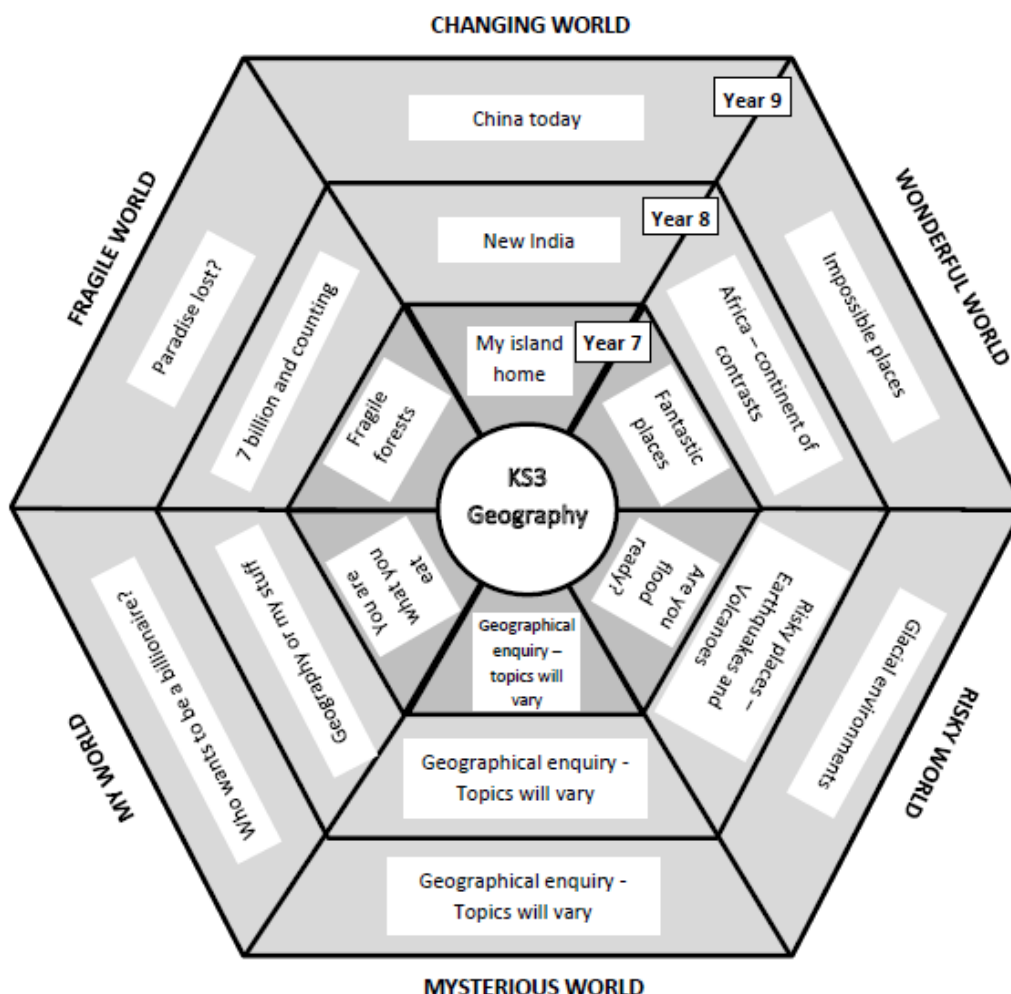 CHANGING WORLD
Year 9
China today
Year 8
New India
Year 7
My island
home
WONDERFUL WORLD
Impossible places
Africa – continent of
contrasts
Fantastic
places
RISKY WORLD
Glacial environments
Risky places –
Earthquakes and
Volcanoes
Are you
flood
ready?
MYSTERIOUS WORLD
Geographical enquiry -
Topics will vary
Geographical enquiry -
Topics will vary
Geographical
enquiry –
topics will
vary
MY WORLD
Who wants to be a billionaire?
Geography or my stuff
You are
what you
eat
FRAGILE WORLD
Paradise lost?
7 billion and counting
Fragile
forests
KS3
Geography